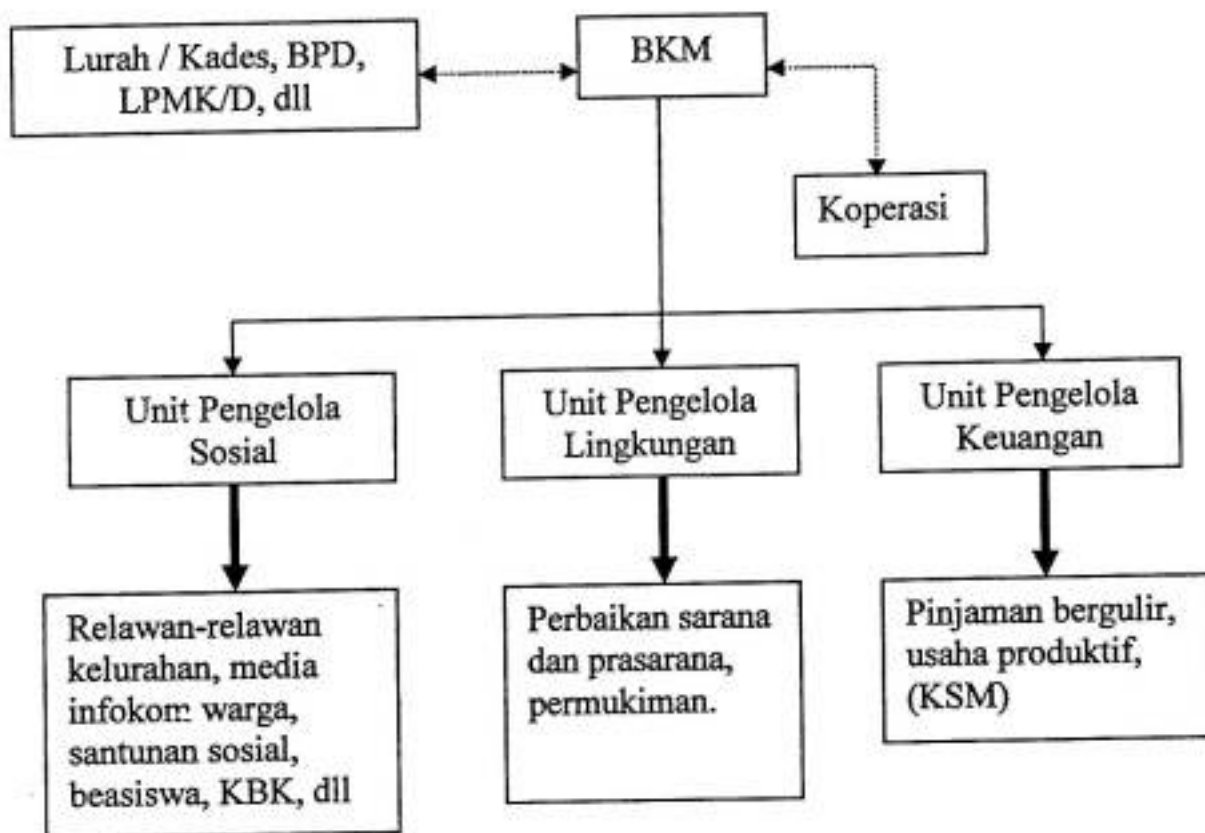 Lurah / Kades, BPD,
LPMK/D, dll
BKM
Koperasi
Unit Pengelola
Sosial
Unit Pengelola
Lingkungan
Unit Pengelola
Keuangan
Relawan-relawan
kelurahan, media
infokom warga,
santunan sosial,
beasiswa, KBK, dll
Perbaikan sarana
dan prasarana,
permukiman.
Pinjaman bergulir,
usaha produktif,
(KSM)